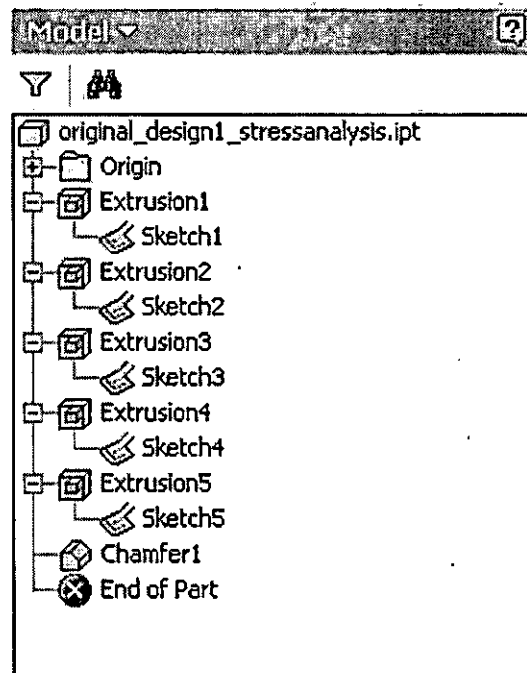 Model
original_design1_stressanalysis.ipt
Origin
Extrusion1
Sketch1
Extrusion2
Sketch2
Extrusion3
Sketch3
Extrusion4
Sketch4
Extrusion5
Sketch5
Chamfer1
End of Part